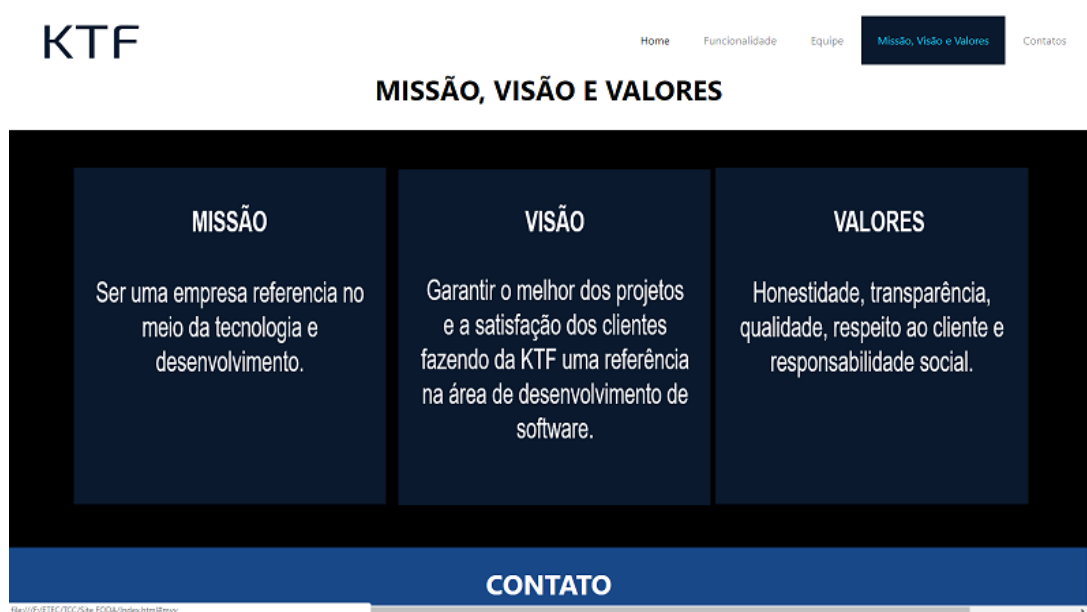 KTF
Home Funcionalidade Equipe Missão, Visão e Valores Contatos
MISSÃO, VISÃO E VALORES
MISSÃO
Ser uma empresa referencia no
meio da tecnologia e
desenvolvimento.
VISÃO
Garantir o melhor dos projetos
e a satisfação dos clientes
fazendo da KTF uma referência
na área de desenvolvimento de
software.
VALORES
Honestidade, transparência,
qualidade, respeito ao cliente e
responsabilidade social.
CONTATO